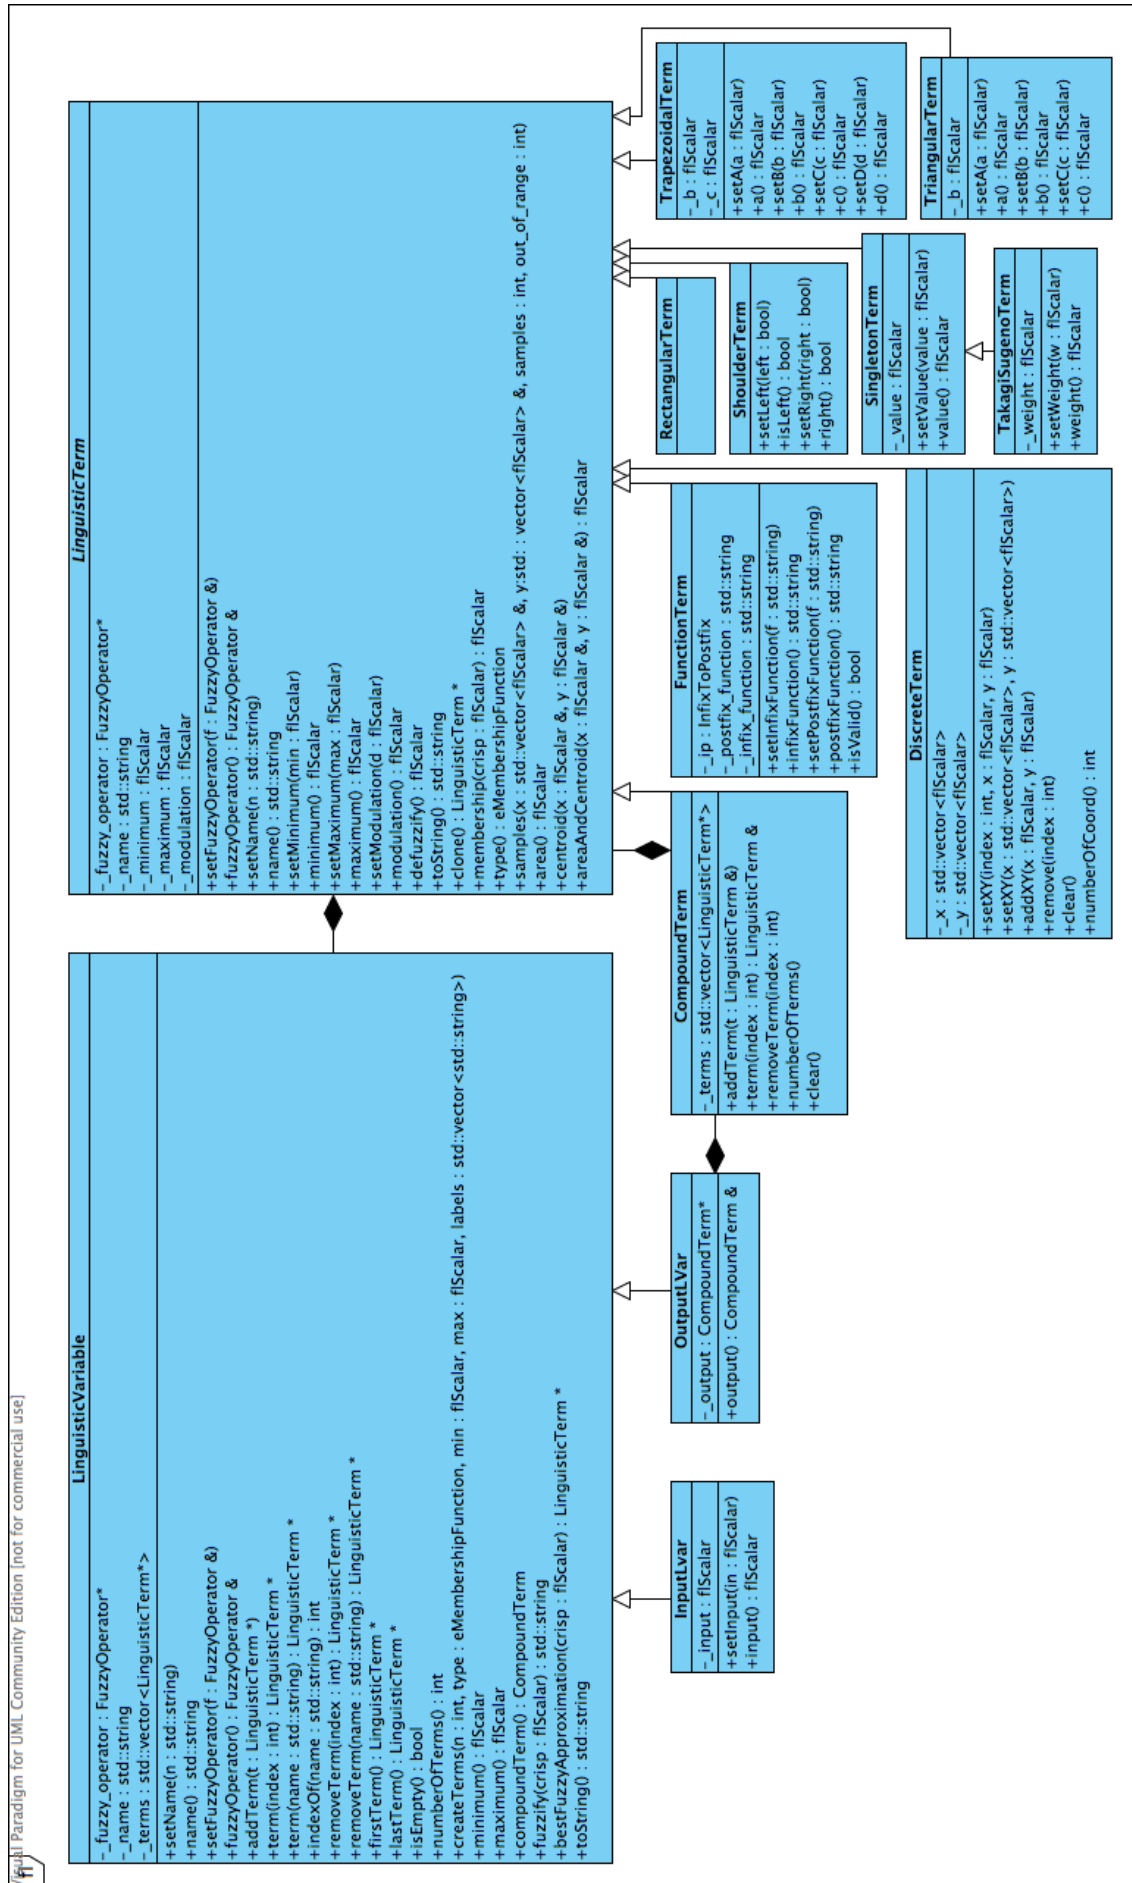 Visual Paradigm for UML Community Edition [not for commercial use]
fl
LinguisticVariable
-_fuzzy_operator : FuzzyOperator*
-_name : std::string
-_terms : std::vector<LinguisticTerm*>
+setName(n : std::string)
+name() : std::string
+setFuzzyOperator(f : FuzzyOperator &)
+fuzzyOperator() : FuzzyOperator &
+addTerm(t : LinguisticTerm *)
+term(index : int) : LinguisticTerm *
+term(name : std::string) : LinguisticTerm *
+indexOf(name : std::string) : int
+removeTerm(index : int) : LinguisticTerm *
+removeTerm(name : std::string) : LinguisticTerm *
+firstTerm() : LinguisticTerm *
+lastTerm() : LinguisticTerm *
+isEmpty() : bool
+numberOfTerms() : int
+createTerms(n : int, type : eMembershipFunction, min : flScalar, max : flScalar, labels : std::vector<std::string>)
+minimum() : flScalar
+maximum() : flScalar
+compoundTerm() : CompoundTerm
+fuzzify(crisp : flScalar) : std::string
+bestFuzzyApproximation(crisp : flScalar) : LinguisticTerm *
+toString() : std::string
LinguisticTerm
-_fuzzy_operator : FuzzyOperator*
-_name : std::string
-_minimum : flScalar
-_maximum : flScalar
-_modulation : flScalar
+setFuzzyOperator(f : FuzzyOperator &)
+fuzzyOperator() : FuzzyOperator &
+setName(n : std::string)
+name() : std::string
+setMinimum(min : flScalar)
+minimum() : flScalar
+setMaximum(max : flScalar)
+maximum() : flScalar
+setModulation(d : flScalar)
+modulation() : flScalar
+defuzzify() : flScalar
+toString() : std::string
+clone() : LinguisticTerm *
+membership(crisp : flScalar) : flScalar
+type() : eMembershipFunction
+samples(x : std::vector<flScalar> &, y:std: : vector<flScalar> &, samples : int, out_of_range : int)
+area() : flScalar
+centroid(x : flScalar &, y : flScalar &)
+areaAndCentroid(x : flScalar &, y : flScalar &) : flScalar
InputLvar
-_input : flScalar
+setInput(in : flScalar)
+input() : flScalar
OutputLVar
-_output : CompoundTerm*
+output() : CompoundTerm &
CompoundTerm
-_terms : std::vector<LinguisticTerm*>
+addTerm(t : LinguisticTerm &)
+term(index : int) : LinguisticTerm &
+removeTerm(index : int)
+numberOfTerms()
+clear()
FunctionTerm
-_ip : InfixToPostfix
-_postfix_function : std::string
-_infix_function : std::string
+setInfixFunction(f : std::string)
+infixFunction() : std::string
+setPostfixFunction(f : std::string)
+postfixFunction() : std::string
+isValid() : bool
DiscreteTerm
-_x : std::vector<flScalar>
-_y : std::vector<flScalar>
+setXY(index : int, x : flScalar, y : flScalar)
+setXY(x : std::vector<flScalar>, y : std::vector<flScalar>)
+addXY(x : flScalar, y : flScalar)
+remove(index : int)
+clear()
+numberOfCoord() : int
RectangularTerm
ShoulderTerm
+setLeft(left : bool)
+isLeft() : bool
+setRight(right : bool)
+right() : bool
SingletonTerm
-_value : flScalar
+setValue(value : flScalar)
+value() : flScalar
TakagiSugenoTerm
-_weight : flScalar
+setWeight(w : flScalar)
+weight() : flScalar
TrapezoidalTerm
-_b : flScalar
-_c : flScalar
+setA(a : flScalar)
+a() : flScalar
+setB(b : flScalar)
+b() : flScalar
+setC(c : flScalar)
+c() : flScalar
+setD(d : flScalar)
+d() : flScalar
TriangularTerm
-_b : flScalar
+setA(a : flScalar)
+a() : flScalar
+setB(b : flScalar)
+b() : flScalar
+setC(c : flScalar)
+c() : flScalar